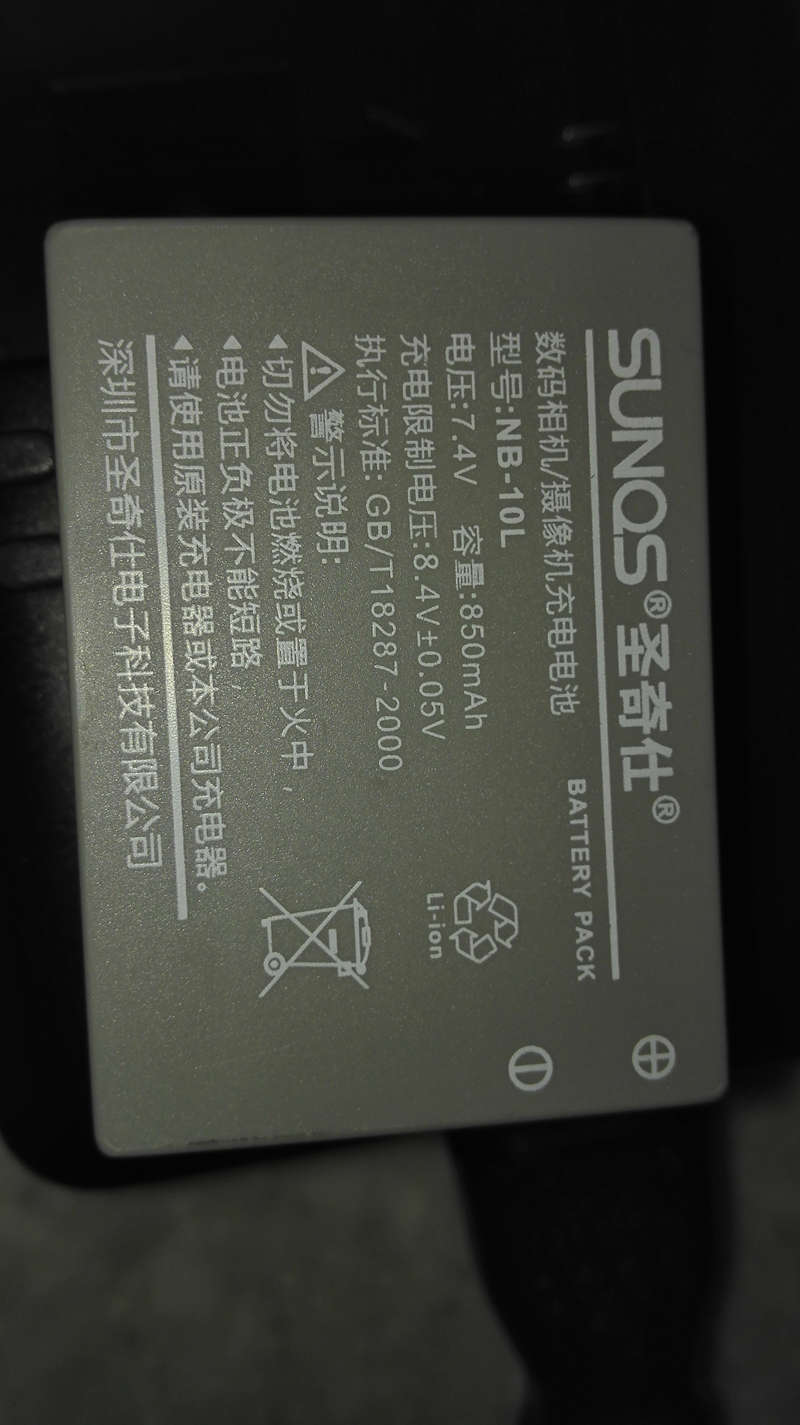 SUNQS®圣奇仕®
BATTERY PACK
数码相机/摄像机充电电池
型号:NB-10L
电压:7.4V 容量:850mAh
充电限制电压:8.4V±0.05V
执行标准: GB/T18287-2000
Li-ion
警示说明:
切勿将电池燃烧或置于火中,
电池正负极不能短路,
请使用原装充电器或本公司充电器。
深圳市圣奇仕电子科技有限公司